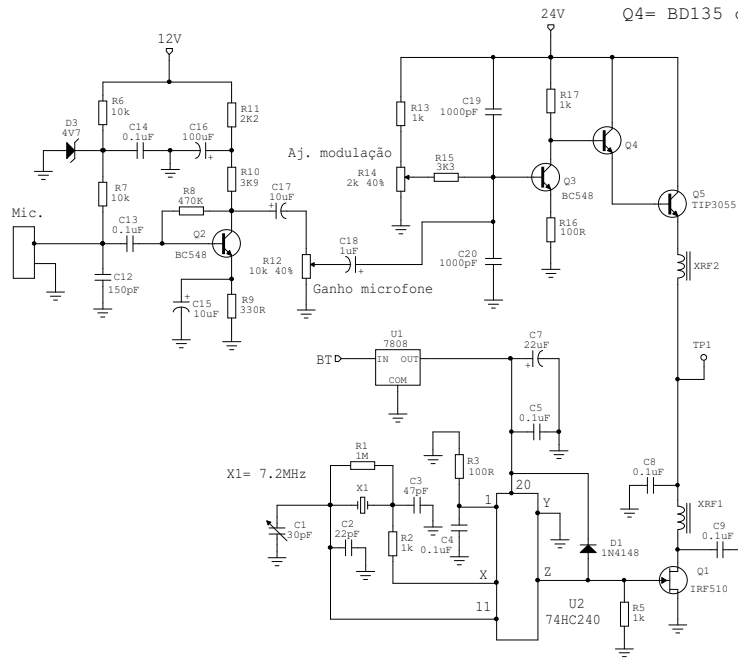 24V
Q4= BD135
12V
R6
10k
D3
4V7
C14
0.1uF
C16
100uF
+
R11
2K2
R10
3K9
R7
10k
R8
470K
C17
10uF
+
Mic.
C13
0.1uF
Q2
BC548
C12
150pF
+
C15
10uF
R9
330R
R12
10k 40%
C18
1uF
+
Ganho microfone
Aj. modulação
R13
1k
R14
2k 40%
R15
3K3
C19
1000pF
C20
1000pF
R17
1k
Q3
BC548
R16
100R
Q4
Q5
TIP3055
XRF2
TP1
U1
7808
BT
IN OUT
COM
C7
22uF
+
C5
0.1uF
X1= 7.2MHz
R1
1M
X1
C1
30pF
C2
22pF
C3
47pF
R2
1k
R3
100R
C4
0.1uF
20
1
Y
X
Z
11
U2
74HC240
D1
1N4148
R5
1k
C8
0.1uF
XRF1
C9
0.1uF
Q1
IRF510